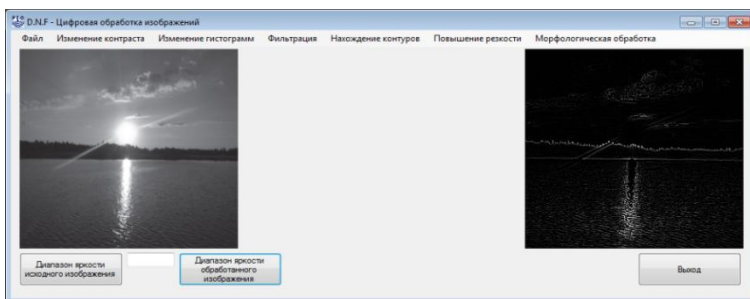 D.N.F - Цифровая обработка изображений
Файл Изменение контраста Изменение гистограмм Фильтрация Нахождение контуров Повышение резкости Морфологическая обработка
Диапазон яркости
исходного изображения
Диапазон яркости
обработанного
изображения
Выход